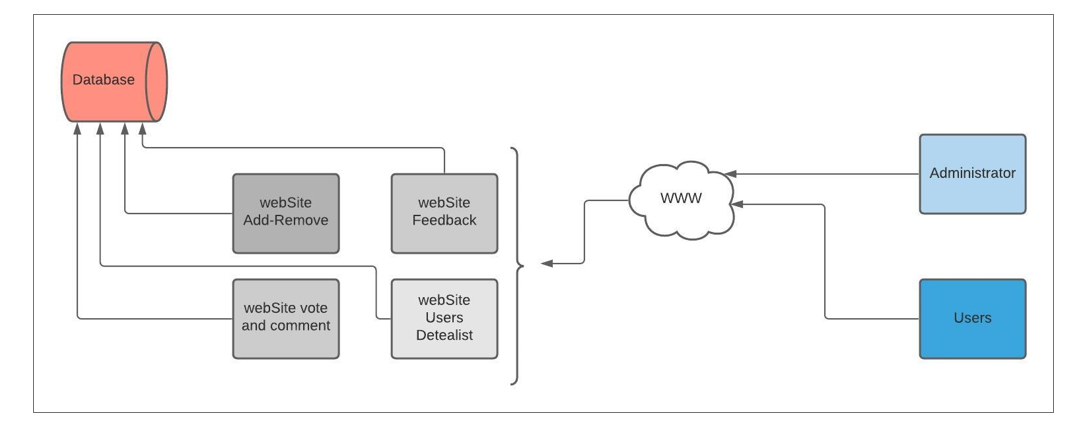 Database
webSite
Add-Remove
webSite
Feedback
webSite vote
and comment
webSite
Users
Detealist
WWW
Administrator
Users